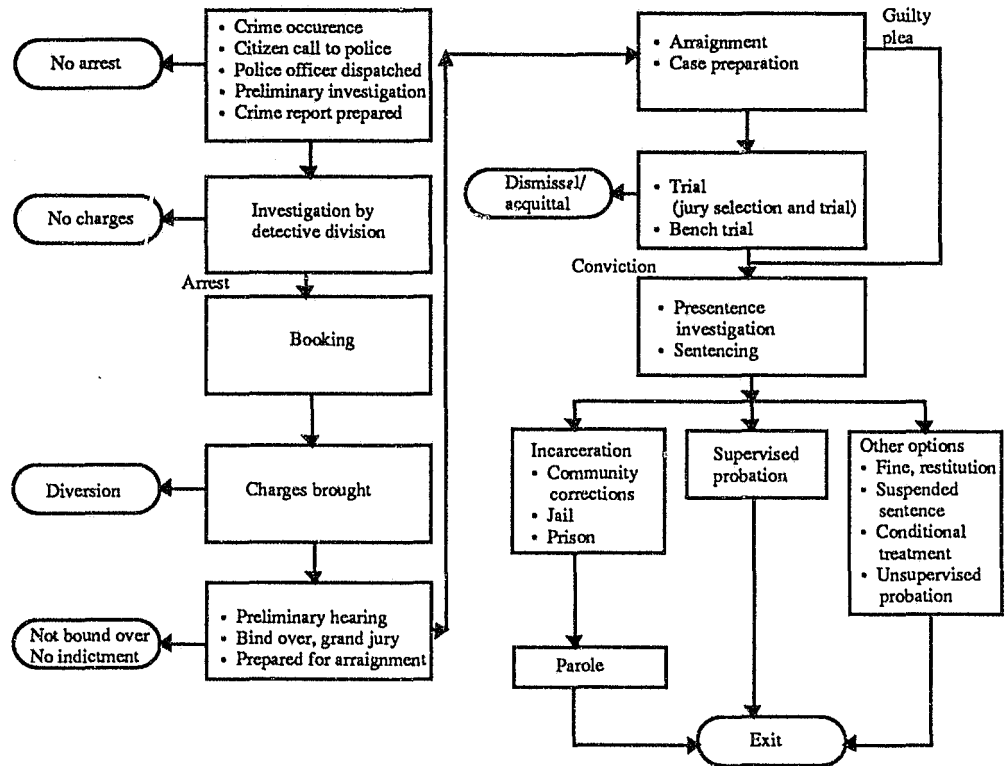 • Crime occurence
• Citizen call to police
• Police officer dispatched
• Preliminary investigation
• Crime report prepared
No arrest
Investigation by
detective division
No charges
Arrest
Booking
Charges brought
Diversion
• Preliminary hearing
• Bind over, grand jury
• Prepared for arraignment
Not bound over
No indictment
• Arraignment
• Case preparation
Guilty
plea
• Trial
(jury selection and trial)
• Bench trial
Dismissal/
acquittal
Conviction
• Presentence
investigation
• Sentencing
Incarceration
• Community
corrections
• Jail
• Prison
Supervised
probation
Other options
• Fine, restitution
• Suspended
sentence
• Conditional
treatment
• Unsupervised
probation
Parole
Exit